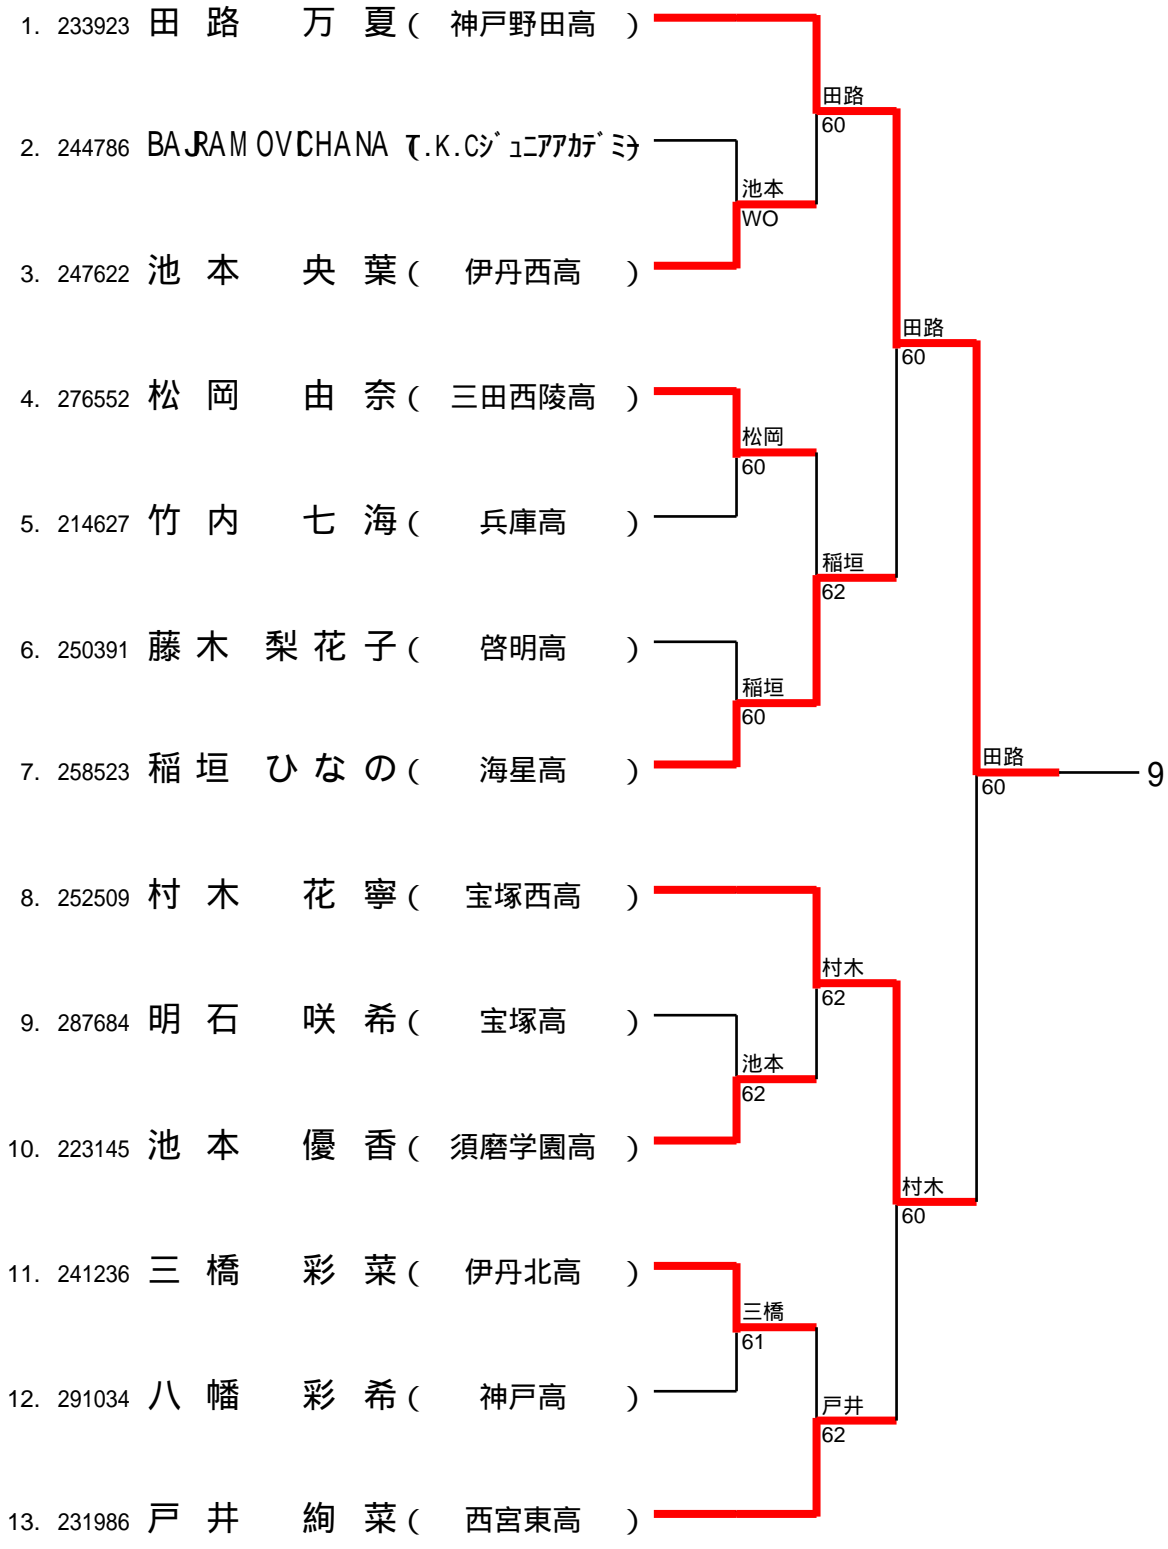 1. 233923 田路 万夏 ( 神戸野田高 )
田路
60
2. 244786 BAJRAMOVICHANA (T.K.Cジュニアアカデミー)
池本
WO
3. 247622 池本 央葉 ( 伊丹西高 )
田路
60
4. 276552 松岡 由奈 ( 三田西陵高 )
松岡
60
5. 214627 竹内 七海 ( 兵庫高 )
稲垣
62
6. 250391 藤木 梨花子 ( 啓明高 )
稲垣
60
7. 258523 稲垣 ひなの ( 海星高 )
田路
60
9
8. 252509 村木 花寧 ( 宝塚西高 )
村木
62
9. 287684 明石 咲希 ( 宝塚高 )
池本
62
10. 223145 池本 優香 ( 須磨学園高 )
村木
60
11. 241236 三橋 彩菜 ( 伊丹北高 )
三橋
61
12. 291034 八幡 彩希 ( 神戸高 )
戸井
62
13. 231986 戸井 絢菜 ( 西宮東高 )